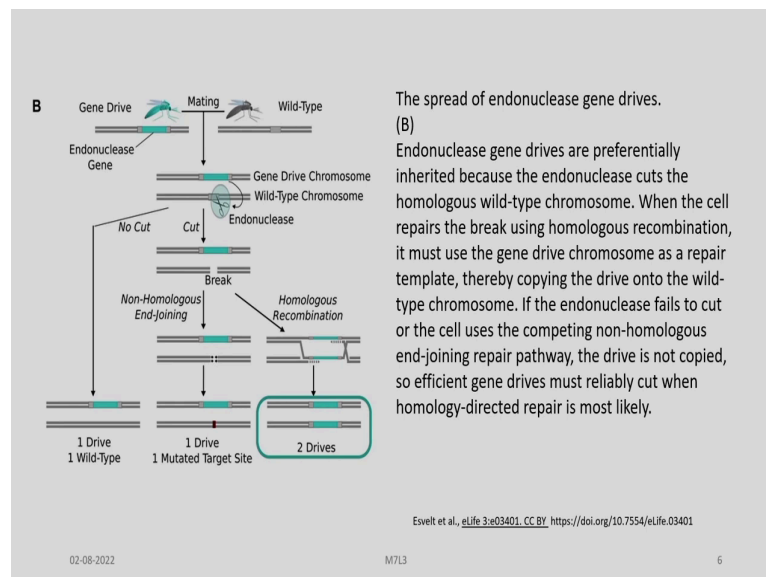 B
Gene Drive
Mating
Wild-Type
Endonuclease
Gene
Gene Drive Chromosome
Wild-Type Chromosome
Endonuclease
No Cut
Cut
Break
Non-Homologous
End-Joining
Homologous
Recombination
1 Drive
1 Wild-Type
1 Drive
1 Mutated Target Site
2 Drives
The spread of endonuclease gene drives.
(B)
Endonuclease gene drives are preferentially
inherited because the endonuclease cuts the
homologous wild-type chromosome. When the cell
repairs the break using homologous recombination,
it must use the gene drive chromosome as a repair
template, thereby copying the drive onto the wild-
type chromosome. If the endonuclease fails to cut
or the cell uses the competing non-homologous
end-joining repair pathway, the drive is not copied,
so efficient gene drives must reliably cut when
homology-directed repair is most likely.
Esvelt et al., eLife 3:e03401. CC BY https://doi.org/10.7554/eLife.03401
02-08-2022
M7L3
6